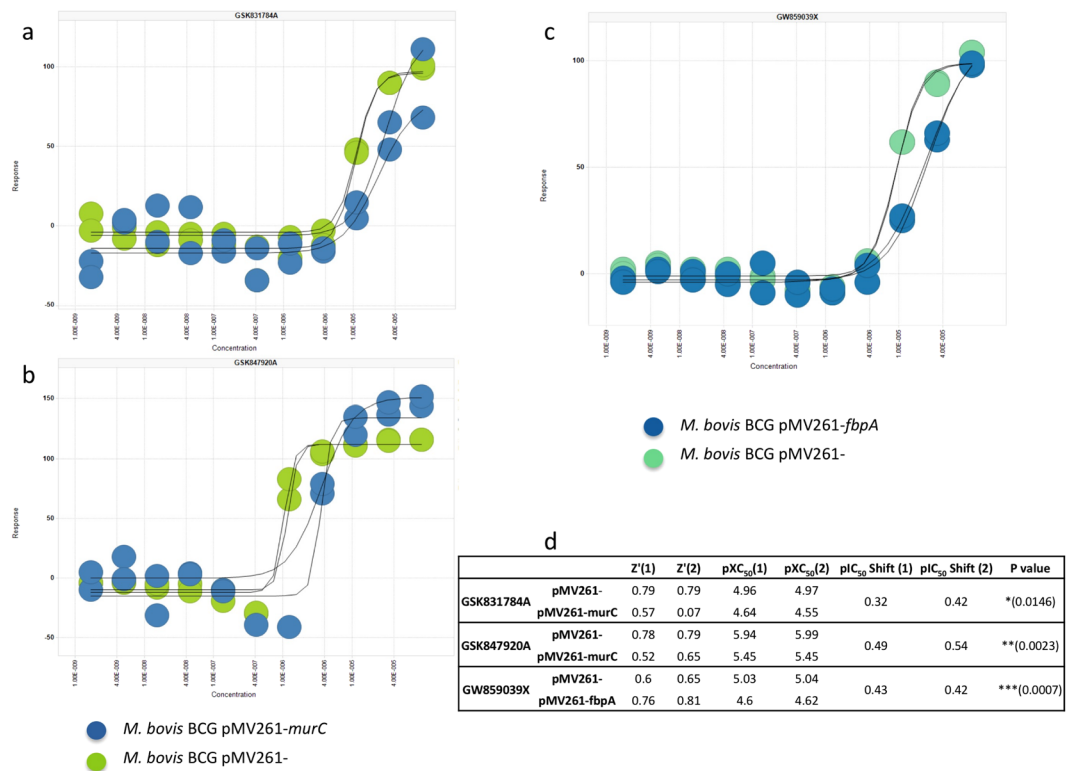 a
GSK831784A
100
50
0
-50
Response
1.00E-009
4.00E-009
1.00E-008
4.00E-008
1.00E-007
4.00E-007
1.00E-006
4.00E-006
1.00E-005
4.00E-005
Concentration
b
GSK847920A
150
100
50
0
-50
Response
1.00E-009
4.00E-009
1.00E-008
4.00E-008
1.00E-007
4.00E-007
1.00E-006
4.00E-006
1.00E-005
4.00E-005
Concentration
M. bovis BCG pMV261-murC
M. bovis BCG pMV261-
c
GW859039X
100
50
0
Response
1.00E-009
4.00E-009
1.00E-008
4.00E-008
1.00E-007
4.00E-007
1.00E-006
4.00E-006
1.00E-005
4.00E-005
Concentration
M. bovis BCG pMV261-fbpA
M. bovis BCG pMV261-
d
Z'(1) Z'(2) pXC50(1) pXC50(2) pIC50 Shift (1) pIC50 Shift (2) P value
GSK831784A pMV261- 0.79 0.79 4.96 4.97 0.32 0.42 *(0.0146)
pMV261-murC 0.57 0.07 4.64 4.55
GSK847920A pMV261- 0.78 0.79 5.94 5.99 0.49 0.54 **(0.0023)
pMV261-murC 0.52 0.65 5.45 5.45
GW859039X pMV261- 0.6 0.65 5.03 5.04 0.43 0.42 ***(0.0007)
pMV261-fbpA 0.76 0.81 4.6 4.62